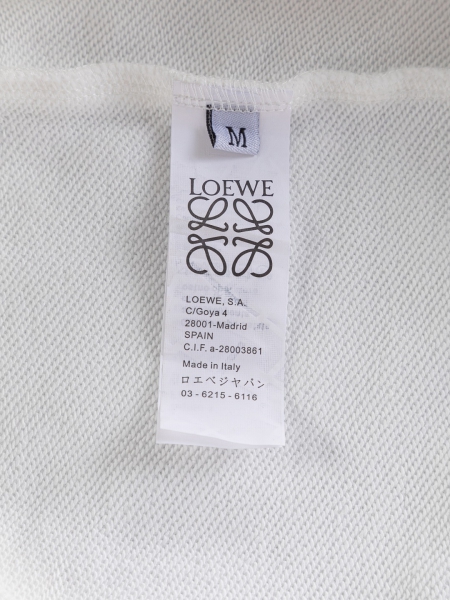 M
LOEWE
LOEWE, S.A.
C/Goya 4
28001-Madrid
SPAIN
C.I.F. a-28003861
Made in Italy
ロエベジャパン
03 - 6215 - 6116